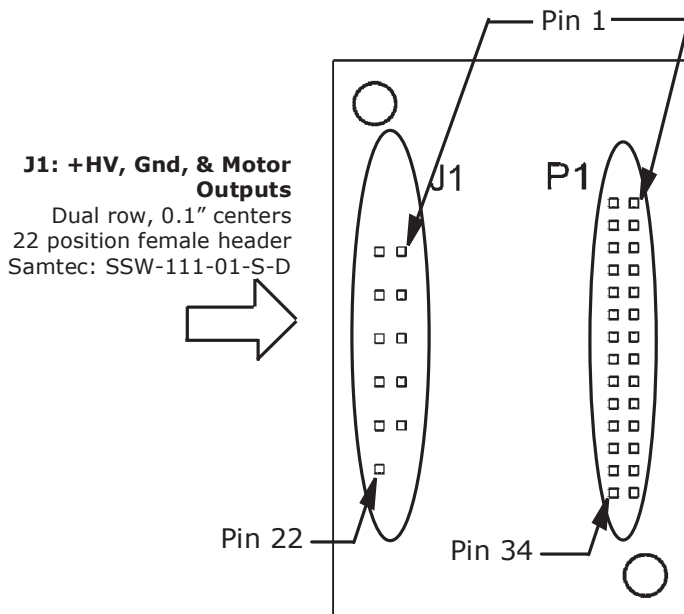 Pin 1
J1: +HV, Gnd, & Motor
Outputs
Dual row, 0.1” centers
22 position female header
Samtec: SSW-111-01-S-D
J1
P1
Pin 22
Pin 34